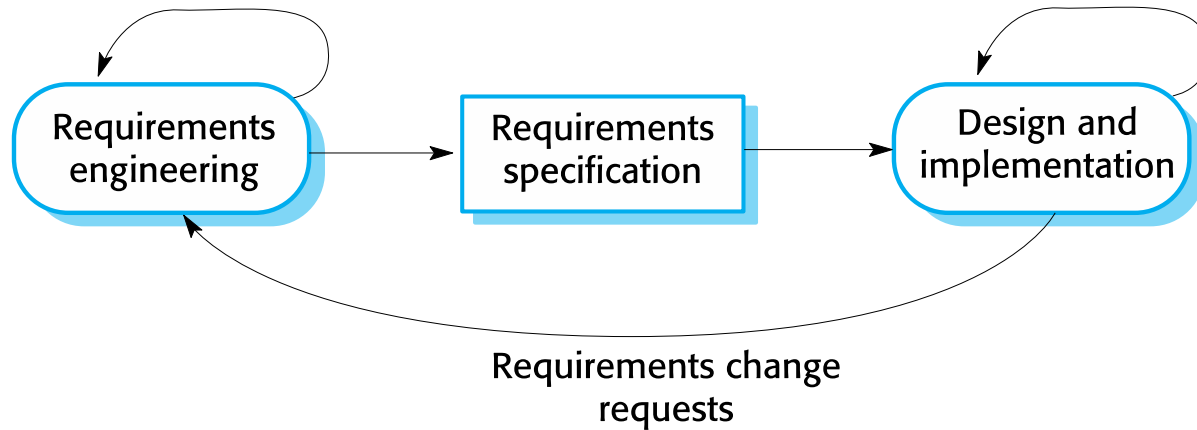 Requirements
engineering
Requirements
specification
Design and
implementation
Requirements change
requests